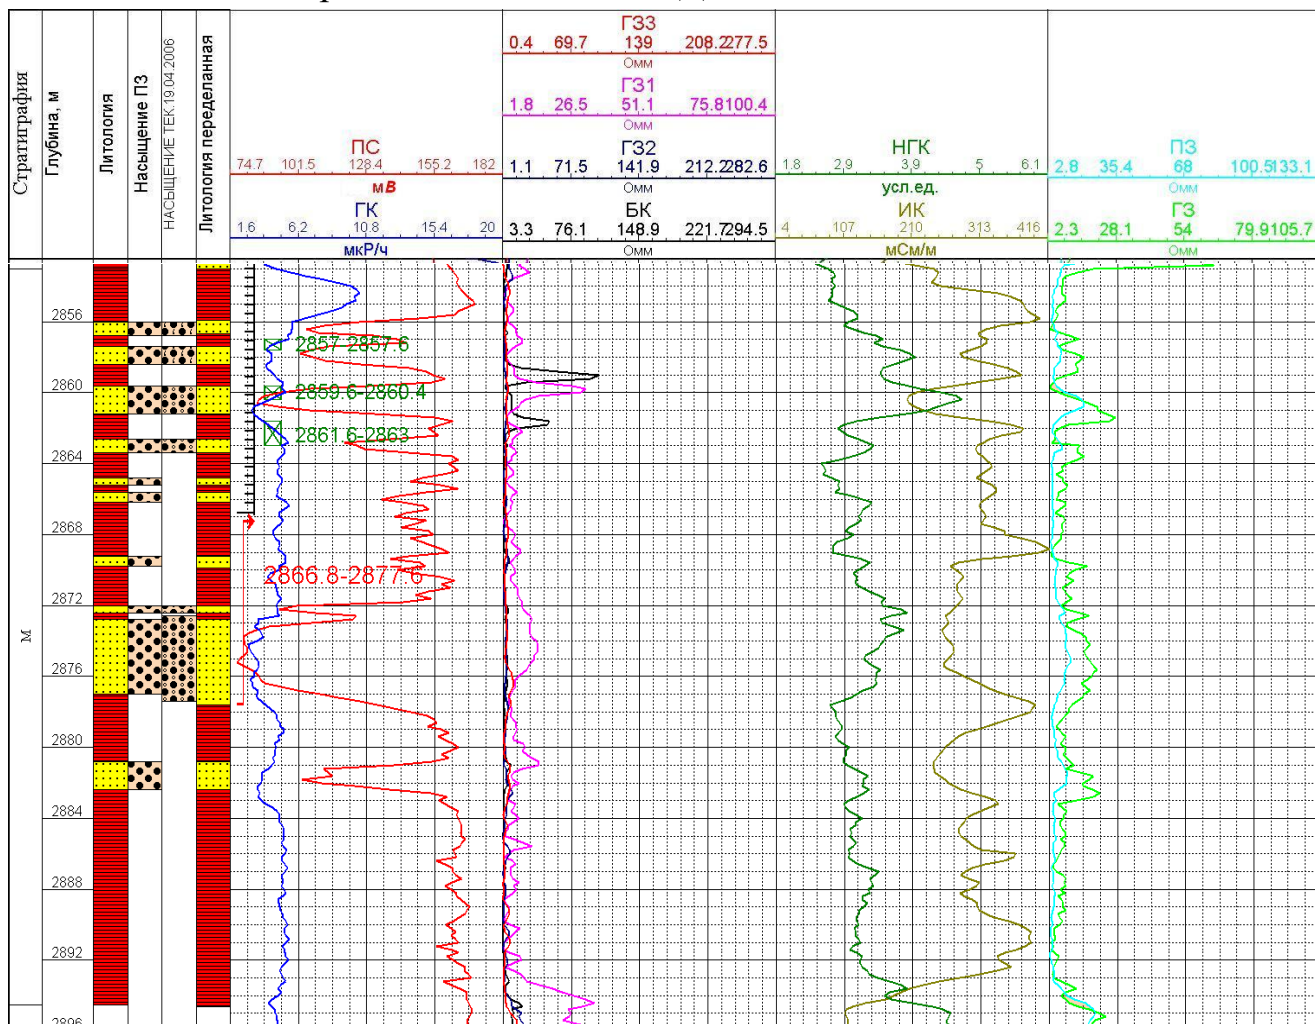 Стратиграфия
Глубина, м
Литология
Насыщение ПЗ
НАСЫЩЕНИЕ ТЕК.19.04.2006
Литология переделанная
ПС
74.7 101.5 128.4 155.2 182
мВ
ГК
1.6 6.2 10.8 15.4 20
мкР/ч
ГЗ3
0.4 69.7 139 208.2 277.5
Омм
ГЗ1
1.8 26.5 51.1 75.8 100.4
Омм
ГЗ2
1.1 71.5 141.9 212.2 282.6
Омм
БК
3.3 76.1 148.9 221.7 294.5
Омм
НГК
1.8 2.9 3.9 5 6.1
усл.ед.
ИК
4 107 210 313 416
мСм/м
ПЗ
2.8 35.4 68 100.5 133.1
Омм
ГЗ
2.3 28.1 54 79.9 105.7
Омм
2856
2857-2857.6
2860
2859.6-2860.4
2861.6-2863
2864
2868
2866.8-2877.6
2872
М
2876
2880
2884
2888
2892
2896